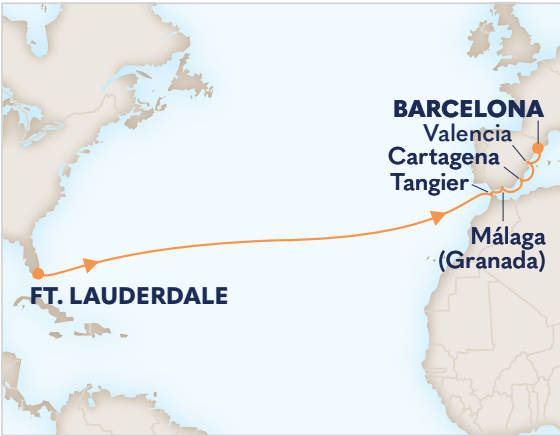 BARCELONA
Valencia
Cartagena
Tangier
Málaga
(Granada)
FT. LAUDERDALE